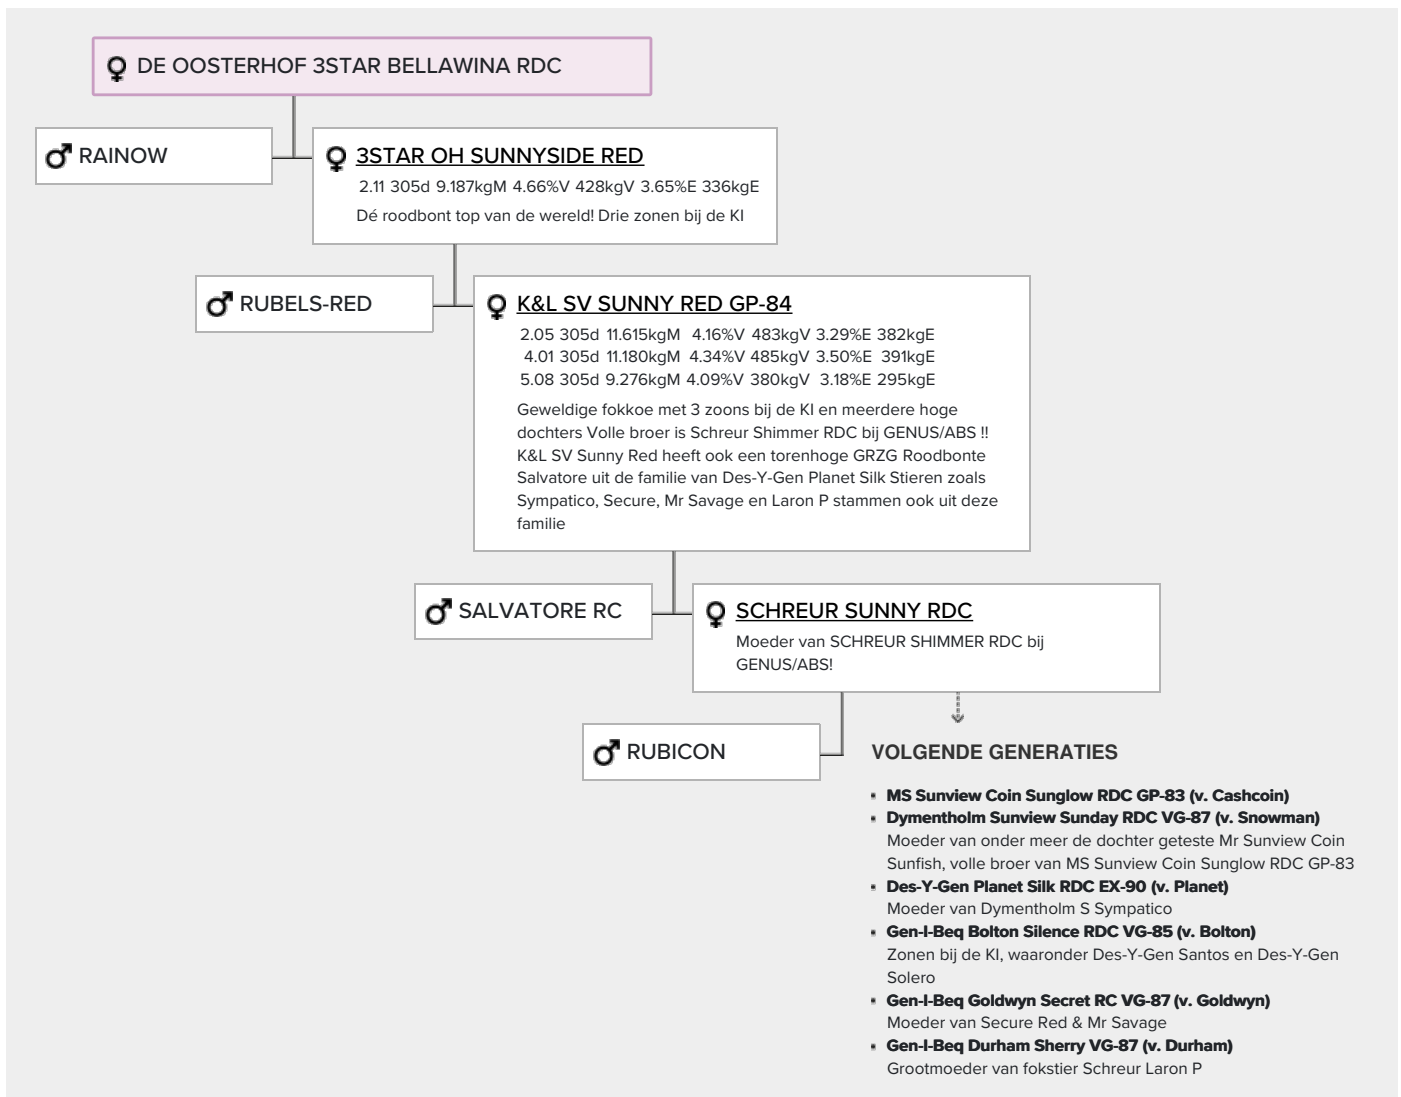 DE OOSTERHOF 3STAR BELLAWINA RDC
RAINOW
3STAR OH SUNNYSIDE RED
2.11 305d 9.187kgM 4.66%V 428kgV 3.65%E 336kgE
Dé roodbont top van de wereld! Drie zonen bij de KI
RUBELS-RED
K&L SV SUNNY RED GP-84
2.05 305d 11.615kgM 4.16%V 483kgV 3.29%E 382kgE
4.01 305d 11.180kgM 4.34%V 485kgV 3.50%E 391kgE
5.08 305d 9.276kgM 4.09%V 380kgV 3.18%E 295kgE
Geweldige fokkoe met 3 zoons bij de KI en meerdere hoge
dochters Volle broer is Schreur Shimmer RDC bij GENUS/ABS !!
K&L SV Sunny Red heeft ook een torenhoge GRZG Roodbonte
Salvatore uit de familie van Des-Y-Gen Planet Silk Stieren zoals
Sympatico, Secure, Mr Savage en Laron P stammen ook uit deze
familie
SALVATORE RC
SCHREUR SUNNY RDC
Moeder van SCHREUR SHIMMER RDC bij
GENUS/ABS!
RUBICON
VOLGENDE GENERATIES
MS Sunview Coin Sunglow RDC GP-83 (v. Cashcoin)
Dymentholm Sunview Sunday RDC VG-87 (v. Snowman)
Moeder van onder meer de dochter geteste Mr Sunview Coin
Sunfish, volle broer van MS Sunview Coin Sunglow RDC GP-83
Des-Y-Gen Planet Silk RDC EX-90 (v. Planet)
Moeder van Dymentholm S Sympatico
Gen-I-Beq Bolton Silence RDC VG-85 (v. Bolton)
Zonen bij de KI, waaronder Des-Y-Gen Santos en Des-Y-Gen
Solero
Gen-I-Beq Goldwyn Secret RC VG-87 (v. Goldwyn)
Moeder van Secure Red & Mr Savage
Gen-I-Beq Durham Sherry VG-87 (v. Durham)
Grootmoeder van fokstier Schreur Laron P